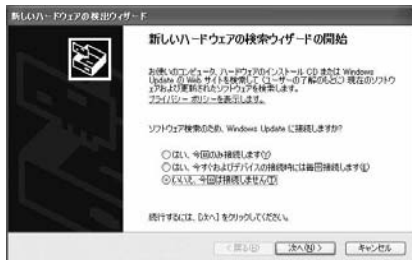 新しいハードウェアの検出ウィザード
新しいハードウェアの検索ウィザードの開始
お使いのコンピュータ、ハードウェアのインストール CD または Windows
Update の Web サイトを検索して (ユーザーの了解のもとに) 現在のソフトウ
ェアおよび更新されたソフトウェアを検索します。
プライバシー ポリシーを表示します。
ソフトウェア検索のため、Windows Update に接続しますか?
はい、今回のみ接続します(Y)
はい、今すぐおよびデバイスの接続時には毎回接続します(E)
いいえ、今回は接続しません(T)
続行するには、[次へ] をクリックしてください。
< 戻る(B) 次へ(N) > キャンセル